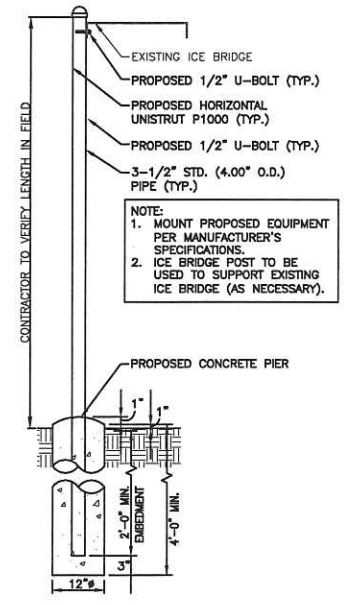 EXISTING ICE BRIDGE
PROPOSED 1/2" U-BOLT (TYP.)
PROPOSED HORIZONTAL
UNISTRUT P1000 (TYP.)
PROPOSED 1/2" U-BOLT (TYP.)
3-1/2" STD. (4.00" O.D.)
PIPE (TYP.)
CONTRACTOR TO VERIFY LENGTH IN FIELD
NOTE:
1. MOUNT PROPOSED EQUIPMENT
PER MANUFACTURER'S
SPECIFICATIONS.
2. ICE BRIDGE POST TO BE
USED TO SUPPORT EXISTING
ICE BRIDGE (AS NECESSARY).
PROPOSED CONCRETE PIER
1"
1"
2'-0" MIN.
EMBEDMENT
4'-0" MIN.
3"
12"ø